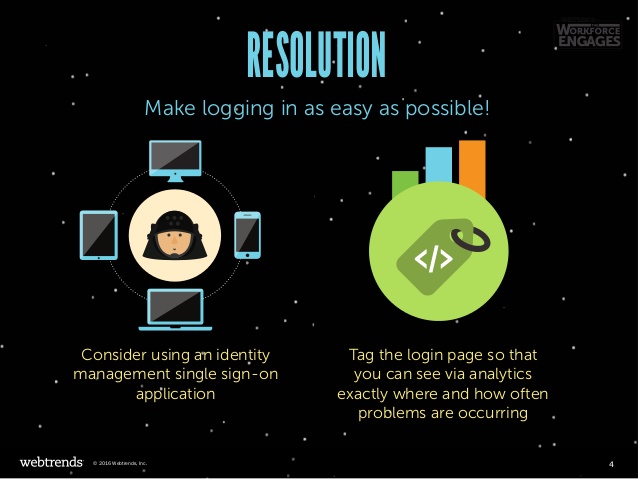 WORKFORCE
ENGAGES
RESOLUTION
Make logging in as easy as possible!
</>
Consider using an identity
management single sign-on
application
Tag the login page so that
you can see via analytics
exactly where and how often
problems are occurring
webtrends
© 2016 Webtrends, Inc.
4